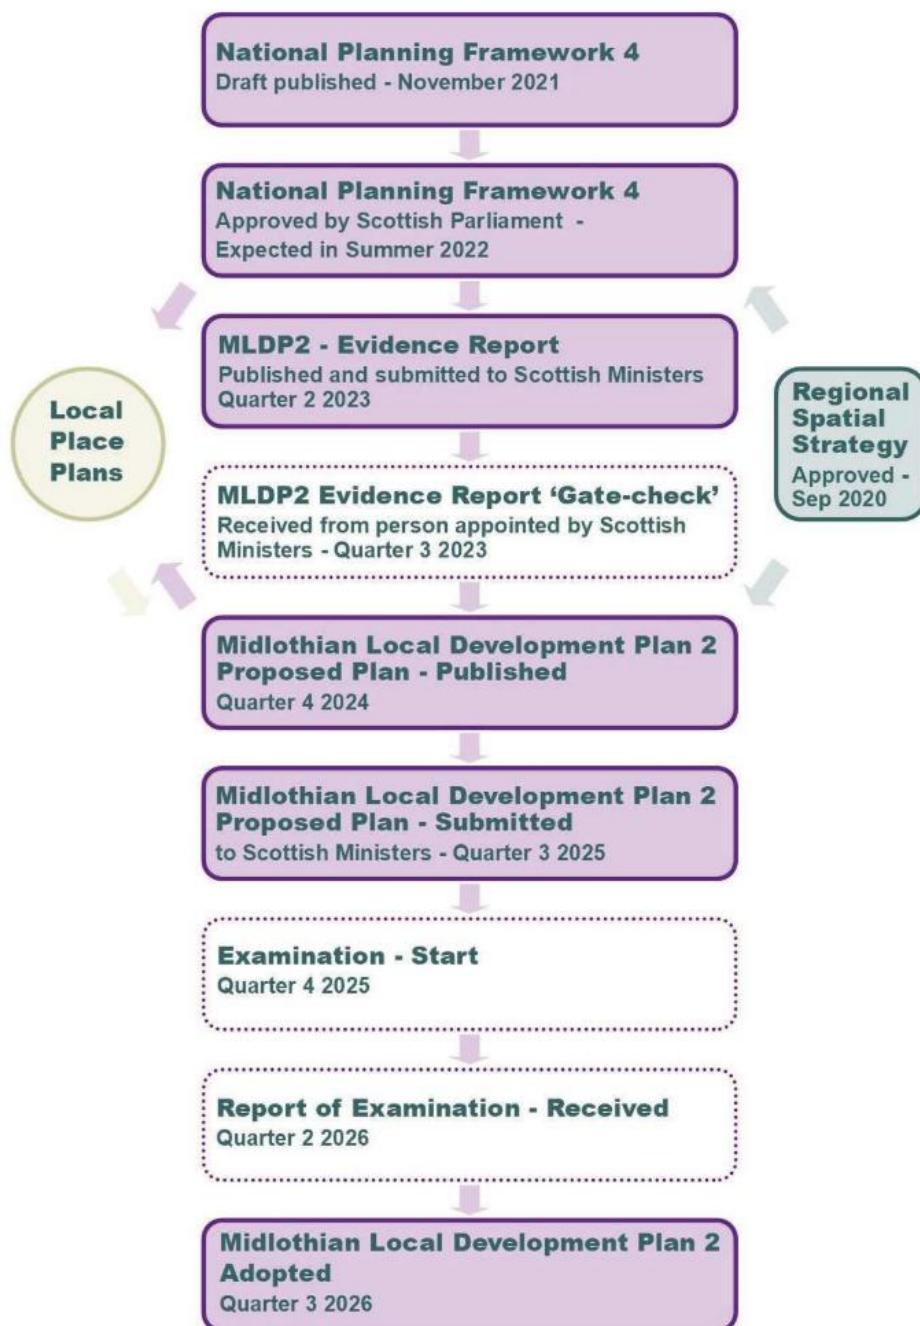 National Planning Framework 4
Draft published - November 2021
National Planning Framework 4
Approved by Scottish Parliament -
Expected in Summer 2022
MLDP2 - Evidence Report
Published and submitted to Scottish Ministers
Quarter 2 2023
Local
Place
Plans
Regional
Spatial
Strategy
Approved -
Sep 2020
MLDP2 Evidence Report ‘Gate-check’
Received from person appointed by Scottish
Ministers - Quarter 3 2023
Midlothian Local Development Plan 2
Proposed Plan - Published
Quarter 4 2024
Midlothian Local Development Plan 2
Proposed Plan - Submitted
to Scottish Ministers - Quarter 3 2025
Examination - Start
Quarter 4 2025
Report of Examination - Received
Quarter 2 2026
Midlothian Local Development Plan 2
Adopted
Quarter 3 2026